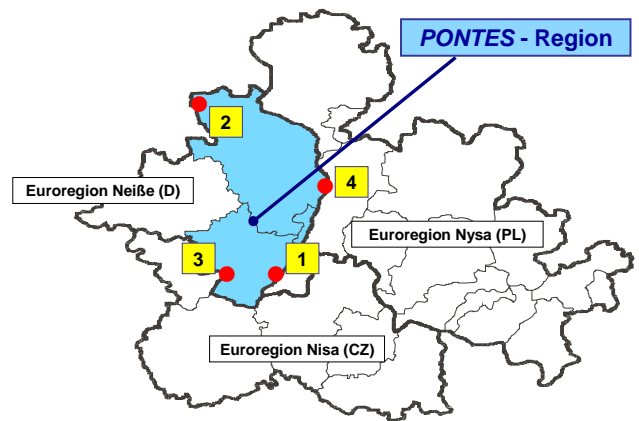 PONTES - Region
2
Euroregion Neiße (D)
4
Euroregion Nysa (PL)
3
1
Euroregion Nisa (CZ)